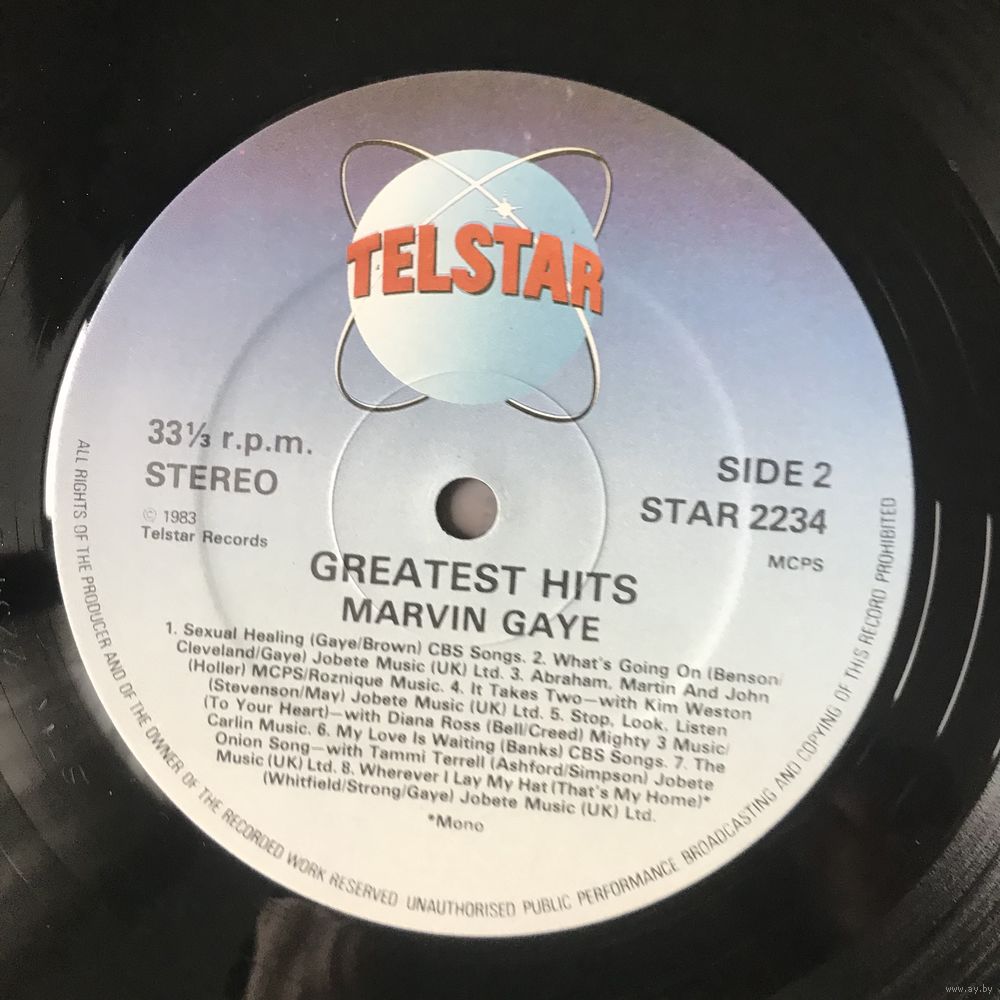 TELSTAR
33⅓ r.p.m.
STEREO
© 1983
Telstar Records
SIDE 2
STAR 2234
MCPS
GREATEST HITS
MARVIN GAYE
1. Sexual Healing (Gaye/Brown) CBS Songs. 2. What's Going On (Benson/
Cleveland/Gaye) Jobete Music (UK) Ltd. 3. Abraham, Martin And John
(Holler) MCPS/Roznique Music. 4. It Takes Two—with Kim Weston
(Stevenson/May) Jobete Music (UK) Ltd. 5. Stop, Look, Listen
(To Your Heart)—with Diana Ross (Bell/Creed) Mighty 3 Music/
Carlin Music. 6. My Love Is Waiting (Banks) CBS Songs. 7. The
Onion Song—with Tammi Terrell (Ashford/Simpson) Jobete
Music (UK) Ltd. 8. Wherever I Lay My Hat (That's My Home)*
(Whitfield/Strong/Gaye) Jobete Music (UK) Ltd.
*Mono
ALL RIGHTS OF THE PRODUCER AND OF THE OWNER OF THE RECORDED WORK RESERVED UNAUTHORISED PUBLIC PERFORMANCE BROADCASTING AND COPYING OF THIS RECORD PROHIBITED
www.ay.by